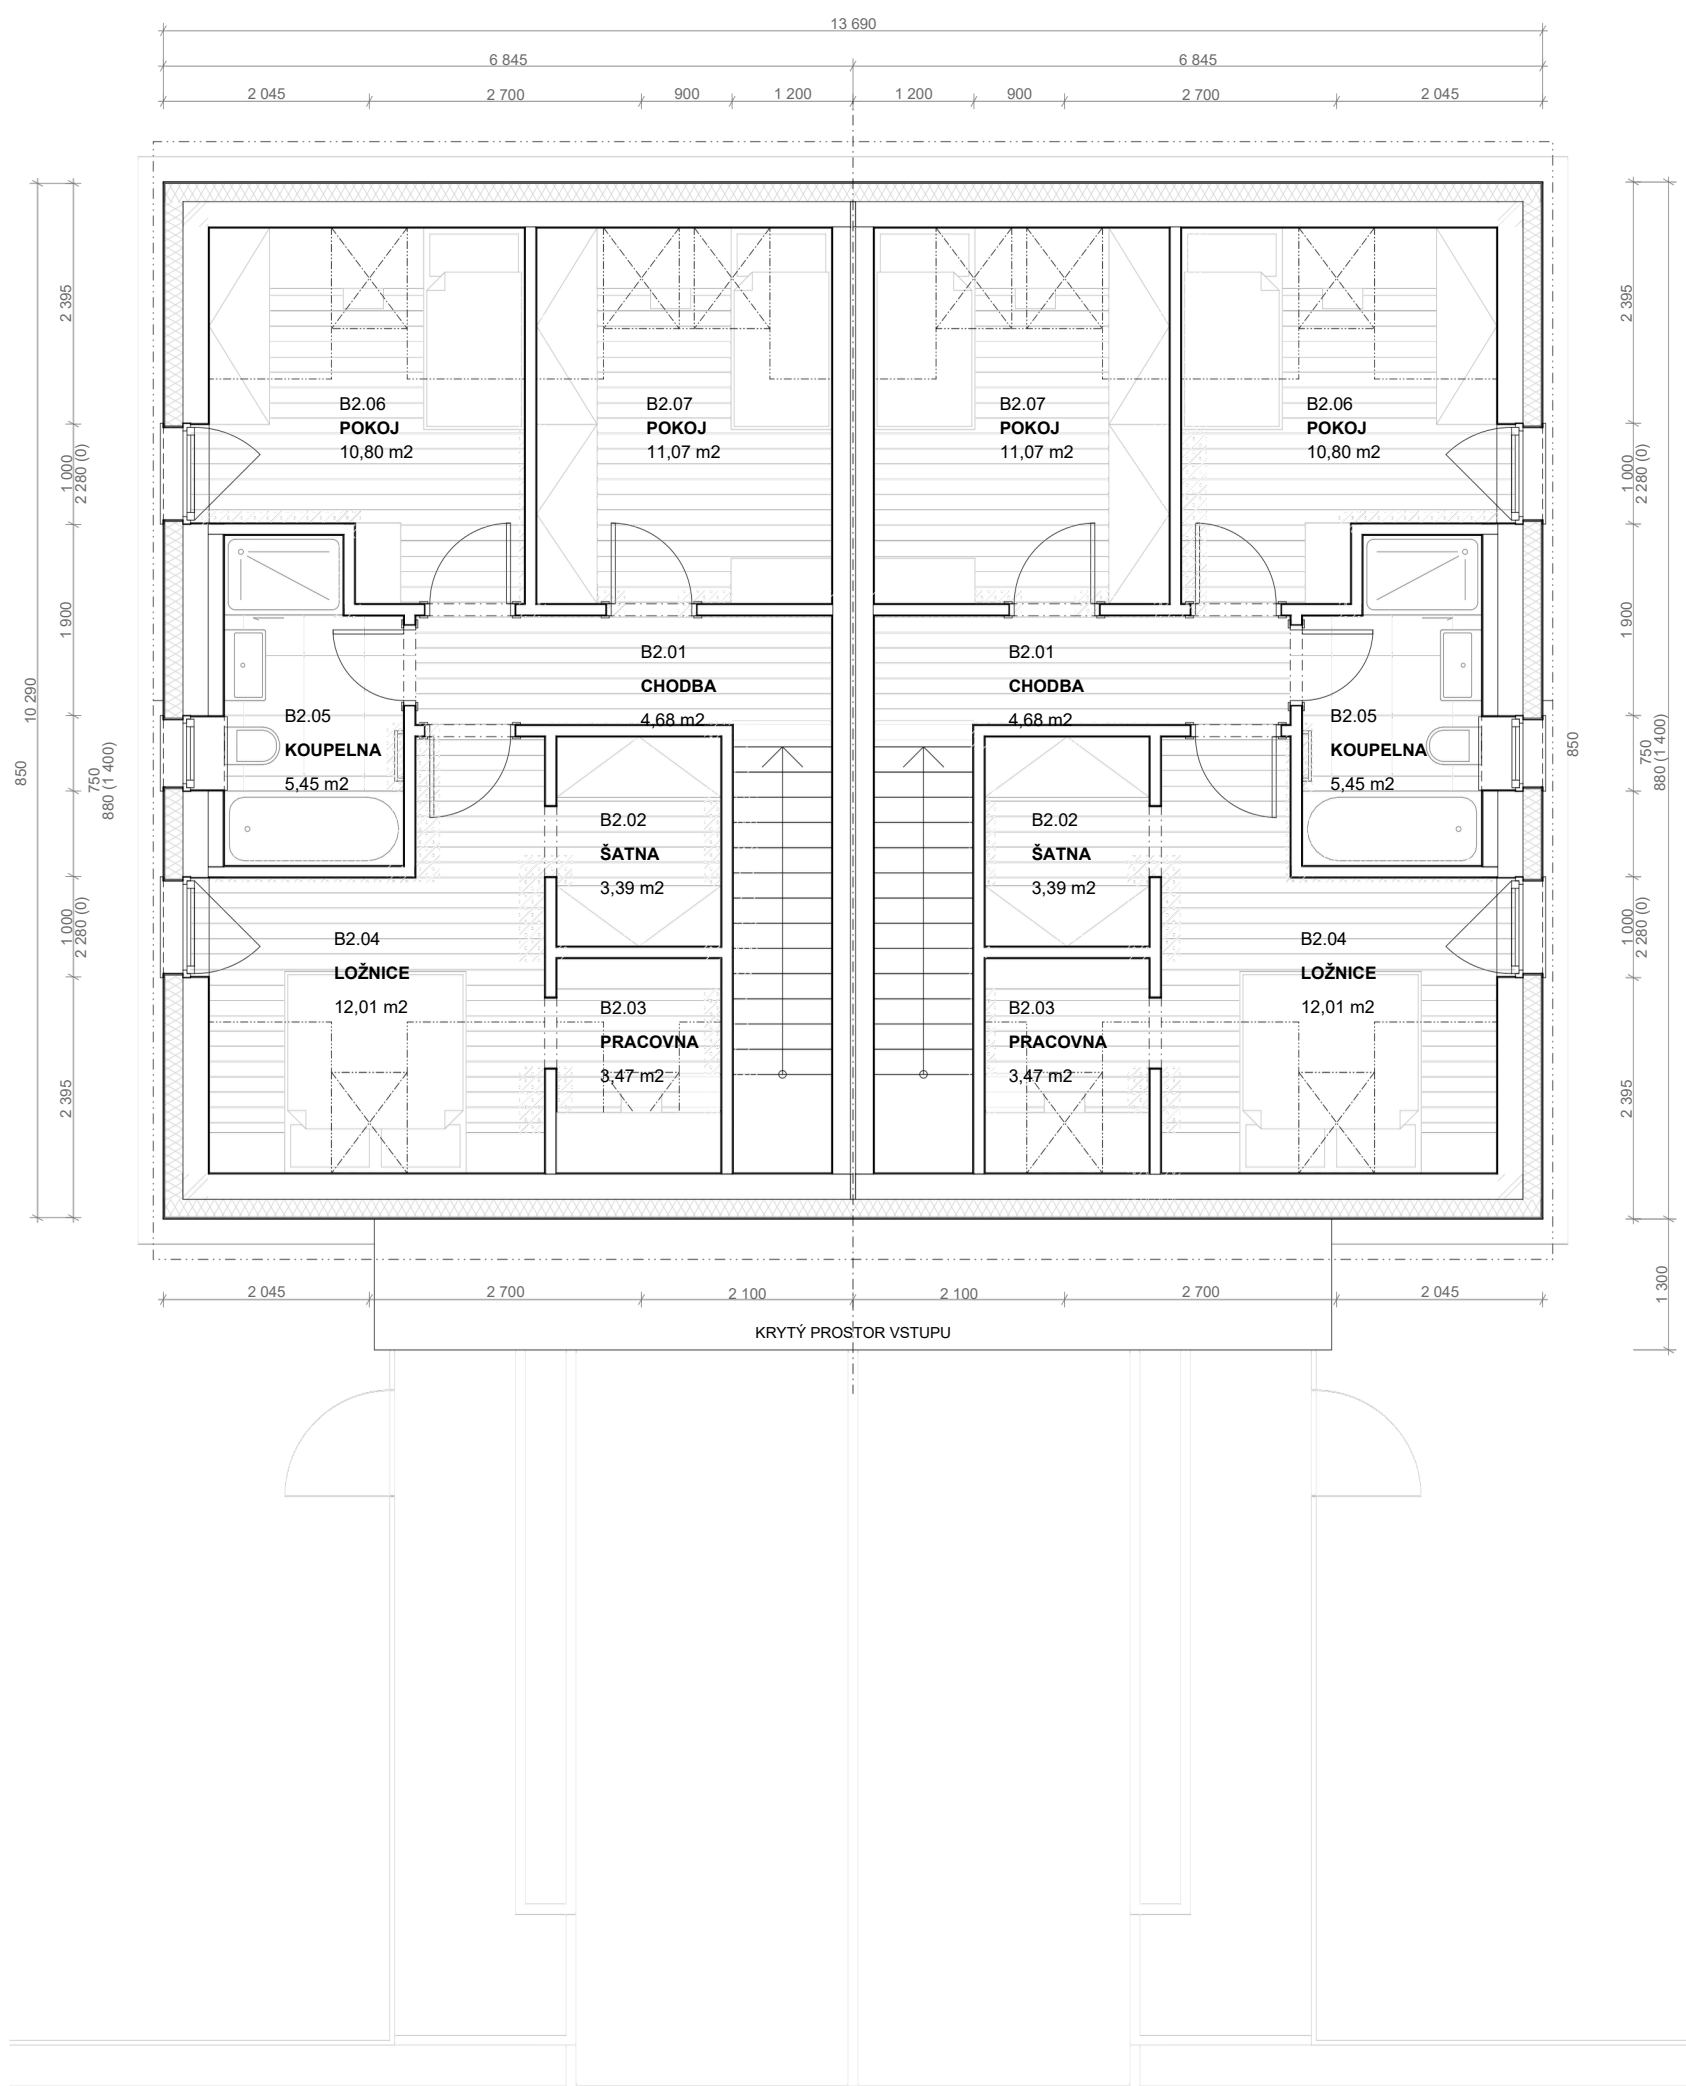 13 690
6 845
6 845
2 045
2 700
900
1 200
1 200
900
2 700
2 045
2 395
1 000
2 280 (0)
1 900
10 290
850
750
880 (1 400)
1 000
2 280 (0)
2 395
B2.06
POKOJ
10,80 m2
B2.07
POKOJ
11,07 m2
B2.07
POKOJ
11,07 m2
B2.06
POKOJ
10,80 m2
B2.01
CHODBA
4,68 m2
B2.01
CHODBA
4,68 m2
B2.05
KOUPELNA
5,45 m2
B2.05
KOUPELNA
5,45 m2
B2.02
ŠATNA
3,39 m2
B2.02
ŠATNA
3,39 m2
B2.04
LOŽNICE
12,01 m2
B2.03
PRACOVNA
3,47 m2
B2.03
PRACOVNA
3,47 m2
B2.04
LOŽNICE
12,01 m2
2 395
1 000
2 280 (0)
1 900
850
750
880 (1 400)
1 000
2 280 (0)
2 395
1 300
2 045
2 700
2 100
2 100
2 700
2 045
KRYTÝ PROSTOR VSTUPU